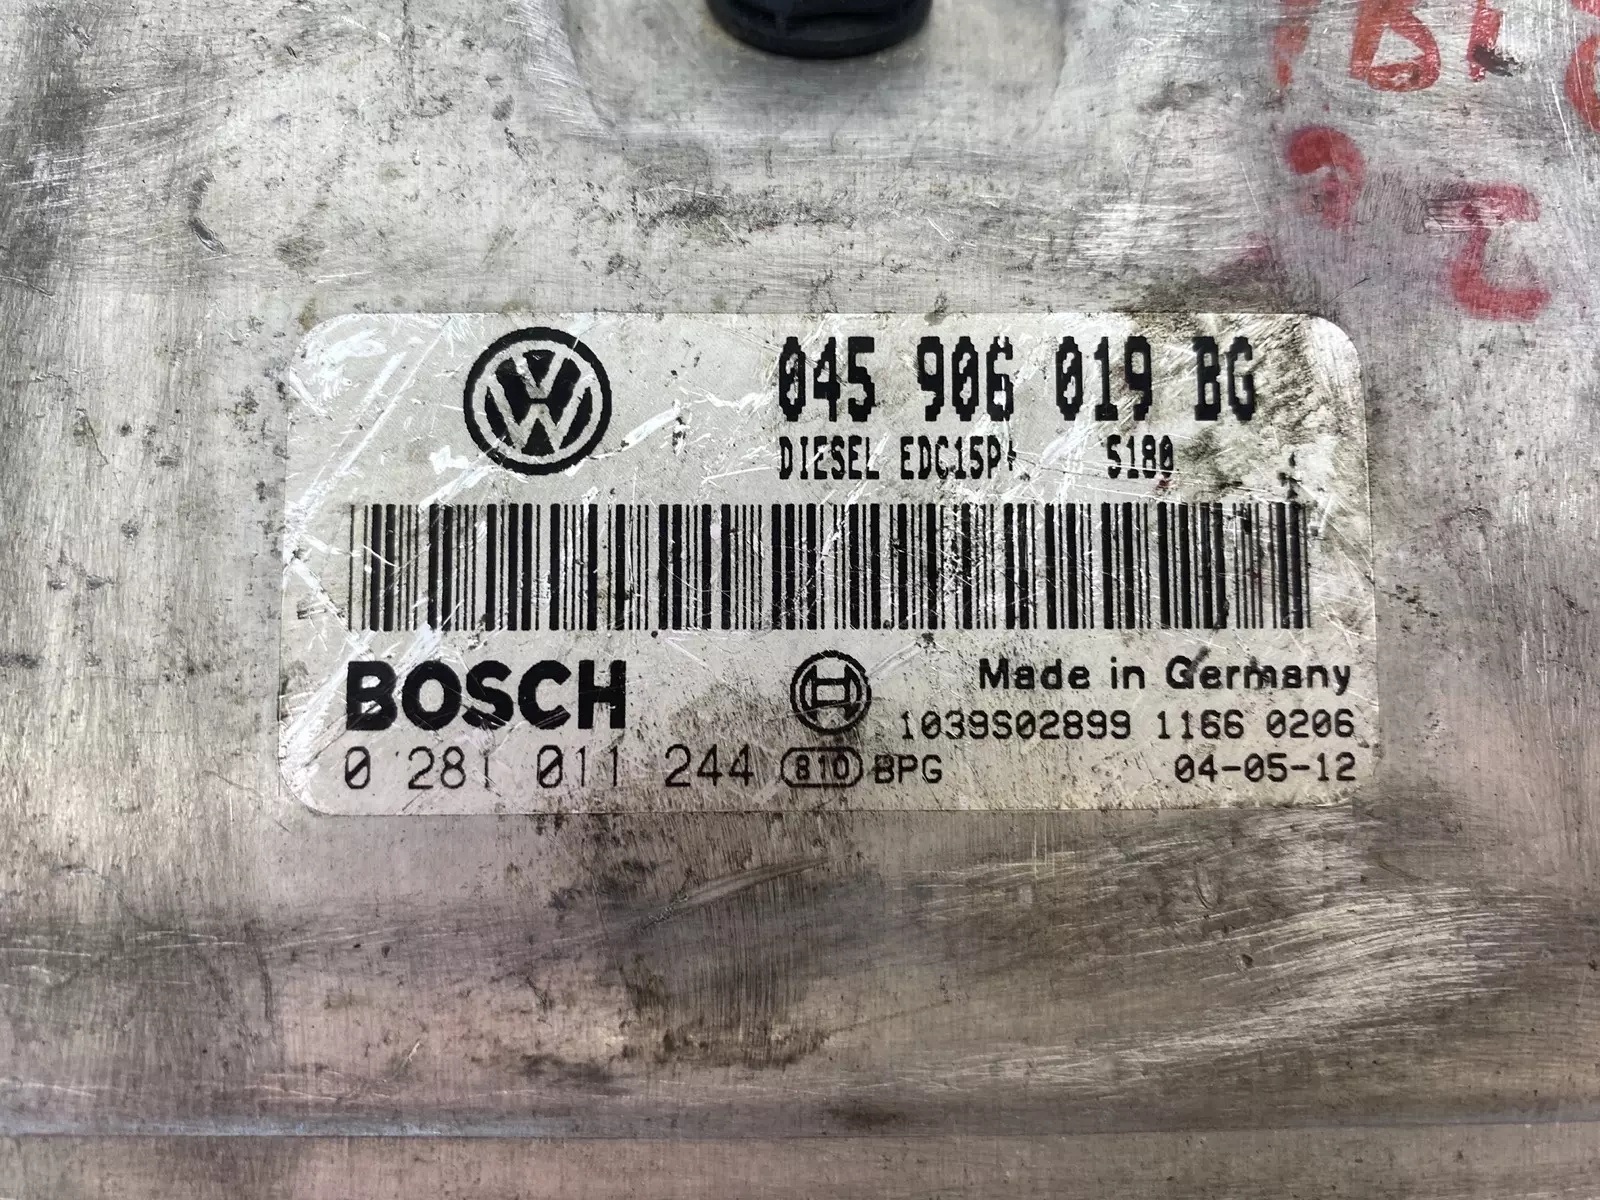 045 906 019 BG
DIESEL EDC15P+ 5180
BOSCH
Made in Germany
1039S02899 1166 0206
0 281 011 244 810 BPG 04-05-12